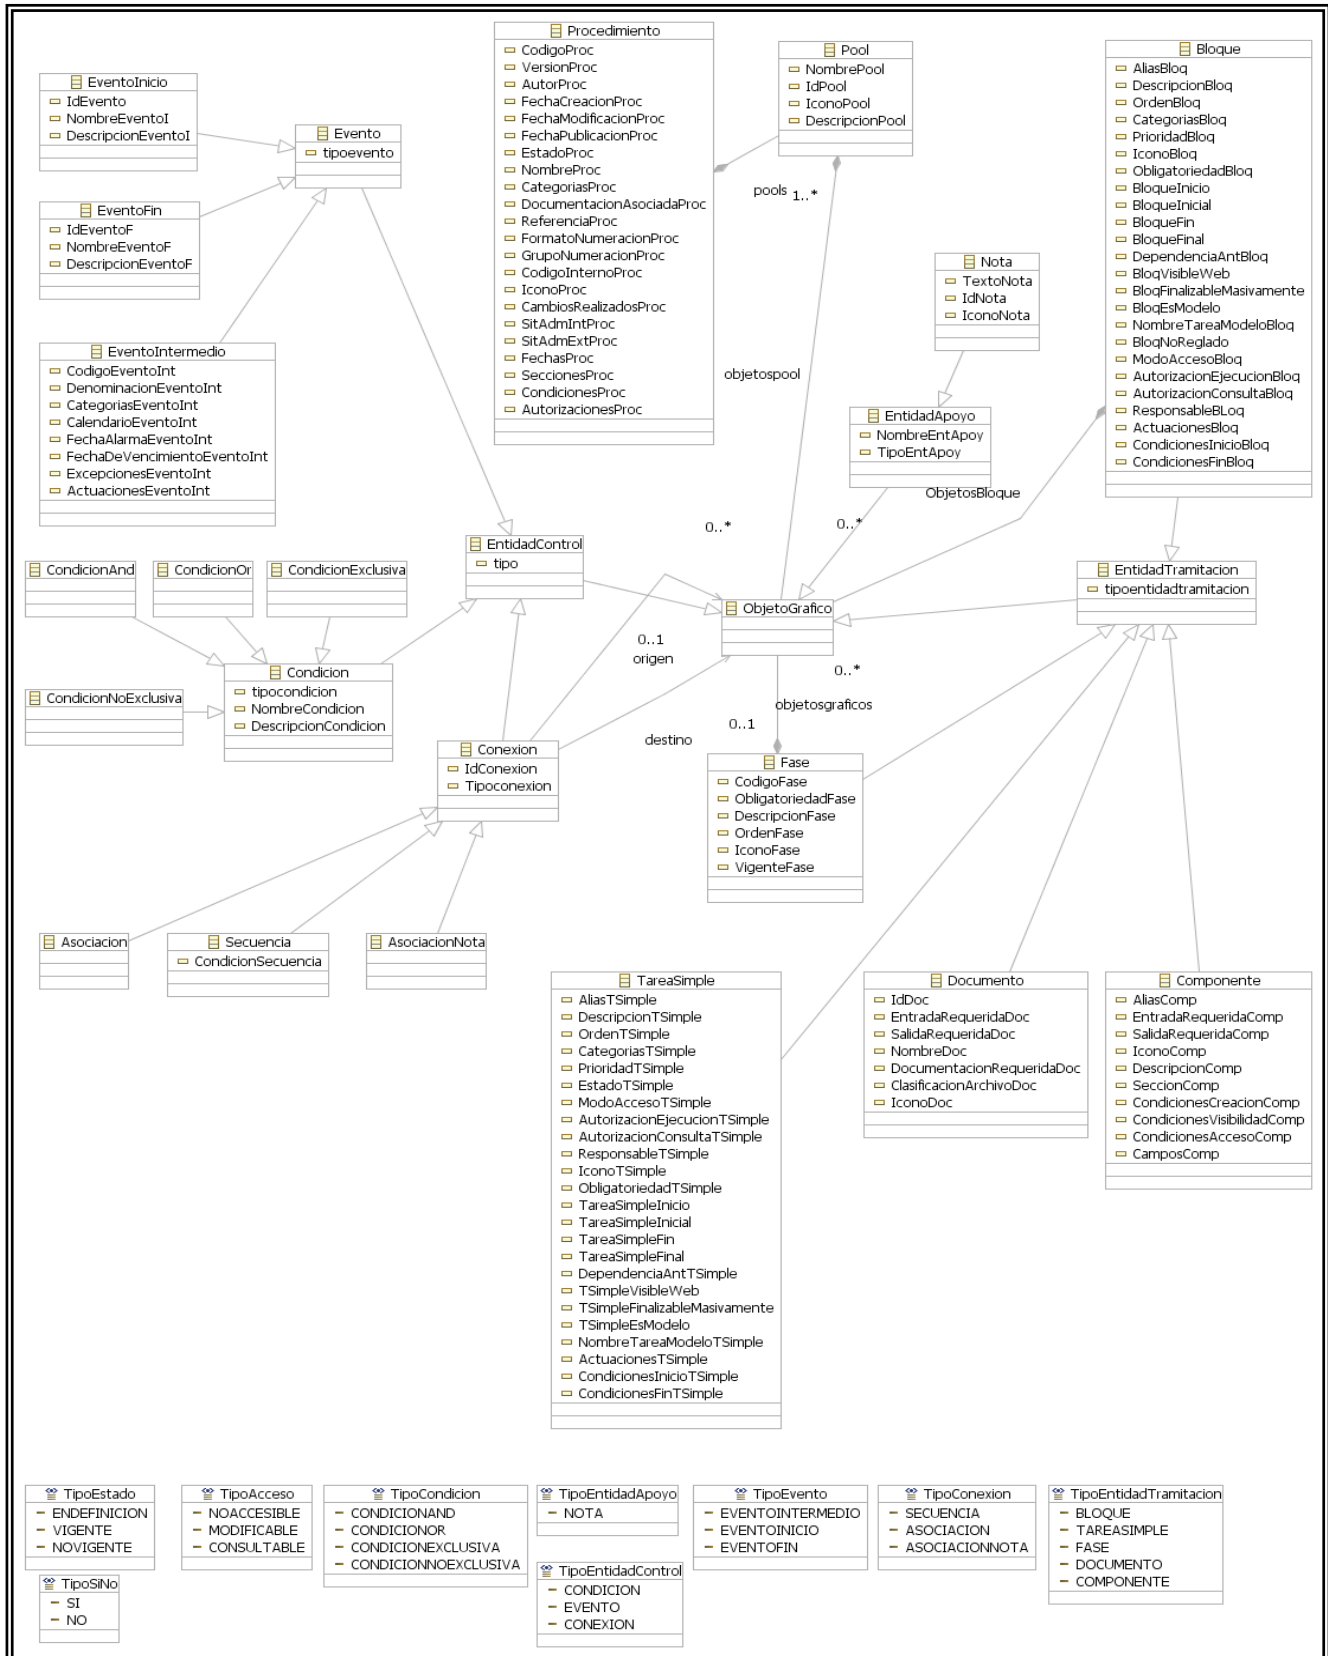 Procedimiento
CodigoProc
VersionProc
AutorProc
FechaCreacionProc
FechaModificacionProc
FechaPublicacionProc
EstadoProc
NombreProc
CategoriasProc
DocumentacionAsociadaProc
ReferenciaProc
FormatoNumeracionProc
GrupoNumeracionProc
CodigoInternoProc
IconoProc
CambiosRealizadosProc
SitAdmIntProc
SitAdmExtProc
FechasProc
SeccionesProc
CondicionesProc
AutorizacionesProc
Pool
NombrePool
IdPool
IconoPool
DescripcionPool
pools
1..*
objetospool
0..*
Bloque
AliasBloq
DescripcionBloq
OrdenBloq
CategoriasBloq
PrioridadBloq
IconoBloq
ObligatoriedadBloq
BloqueInicio
BloqueInicial
BloqueFin
BloqueFinal
DependenciaAntBloq
BloqVisibleWeb
BloqFinalizableMasivamente
BloqEsModelo
NombreTareaModeloBloq
BloqNoReglado
ModoAccesoBloq
AutorizacionEjecucionBloq
AutorizacionConsultaBloq
ResponsableBLoq
ActuacionesBloq
CondicionesInicioBloq
CondicionesFinBloq
EventoInicio
IdEvento
NombreEventoI
DescripcionEventoI
Evento
tipoevento
EventoFin
IdEventoF
NombreEventoF
DescripcionEventoF
EventoIntermedio
CodigoEventoInt
DenominacionEventoInt
CategoriasEventoInt
CalendarioEventoInt
FechaAlarmaEventoInt
FechaDeVencimientoEventoInt
ExcepcionesEventoInt
ActuacionesEventoInt
Nota
TextoNota
IdNota
IconoNota
EntidadApoyo
NombreEntApoy
TipoEntApoy
ObjetosBloque
0..*
EntidadControl
tipo
EntidadTramitacion
tipoentidadtramitacion
CondicionAnd
CondicionOr
CondicionExclusiva
ObjetoGrafico
0..1
origen
0..*
objetosgraficos
0..1
destino
Condicion
tipocondicion
NombreCondicion
DescripcionCondicion
CondicionNoExclusiva
Conexion
IdConexion
Tipoconexion
Fase
CodigoFase
ObligatoriedadFase
DescripcionFase
OrdenFase
IconoFase
VigenteFase
Asociacion
Secuencia
CondicionSecuencia
AsociacionNota
TareaSimple
AliasTSimple
DescripcionTSimple
OrdenTSimple
CategoriasTSimple
PrioridadTSimple
EstadoTSimple
ModoAccesoTSimple
AutorizacionEjecucionTSimple
AutorizacionConsultaTSimple
ResponsableTSimple
IconoTSimple
ObligatoriedadTSimple
TareaSimpleInicio
TareaSimpleInicial
TareaSimpleFin
TareaSimpleFinal
DependenciaAntTSimple
TSimpleVisibleWeb
TSimpleFinalizableMasivamente
TSimpleEsModelo
NombreTareaModeloTSimple
ActuacionesTSimple
CondicionesInicioTSimple
CondicionesFinTSimple
Documento
IdDoc
EntradaRequeridaDoc
SalidaRequeridaDoc
NombreDoc
DocumentacionRequeridaDoc
ClasificacionArchivoDoc
IconoDoc
Componente
AliasComp
EntradaRequeridaComp
SalidaRequeridaComp
IconoComp
DescripcionComp
SeccionComp
CondicionesCreacionComp
CondicionesVisibilidadComp
CondicionesAccesoComp
CamposComp
TipoEstado
ENDEFINICION
VIGENTE
NOVIGENTE
TipoAcceso
NOACCESIBLE
MODIFICABLE
CONSULTABLE
TipoCondicion
CONDICIONAND
CONDICIONOR
CONDICIONEXCLUSIVA
CONDICIONNOEXCLUSIVA
TipoEntidadApoyo
NOTA
TipoEvento
EVENTOINTERMEDIO
EVENTOINICIO
EVENTOFIN
TipoConexion
SECUENCIA
ASOCIACION
ASOCIACIONNOTA
TipoEntidadTramitacion
BLOQUE
TAREASIMPLE
FASE
DOCUMENTO
COMPONENTE
TipoSiNo
SI
NO
TipoEntidadControl
CONDICION
EVENTO
CONEXION